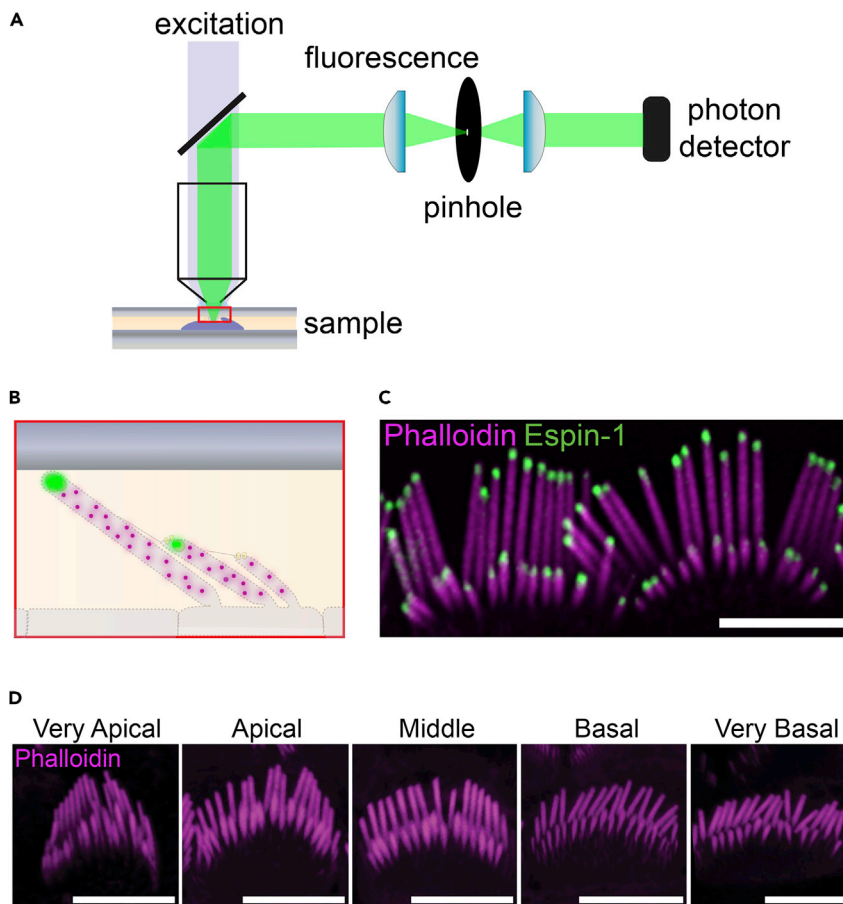 A
excitation
fluorescence
photon
detector
pinhole
sample
B
C
Phalloidin Espin-1
D
Very Apical
Apical
Middle
Basal
Very Basal
Phalloidin